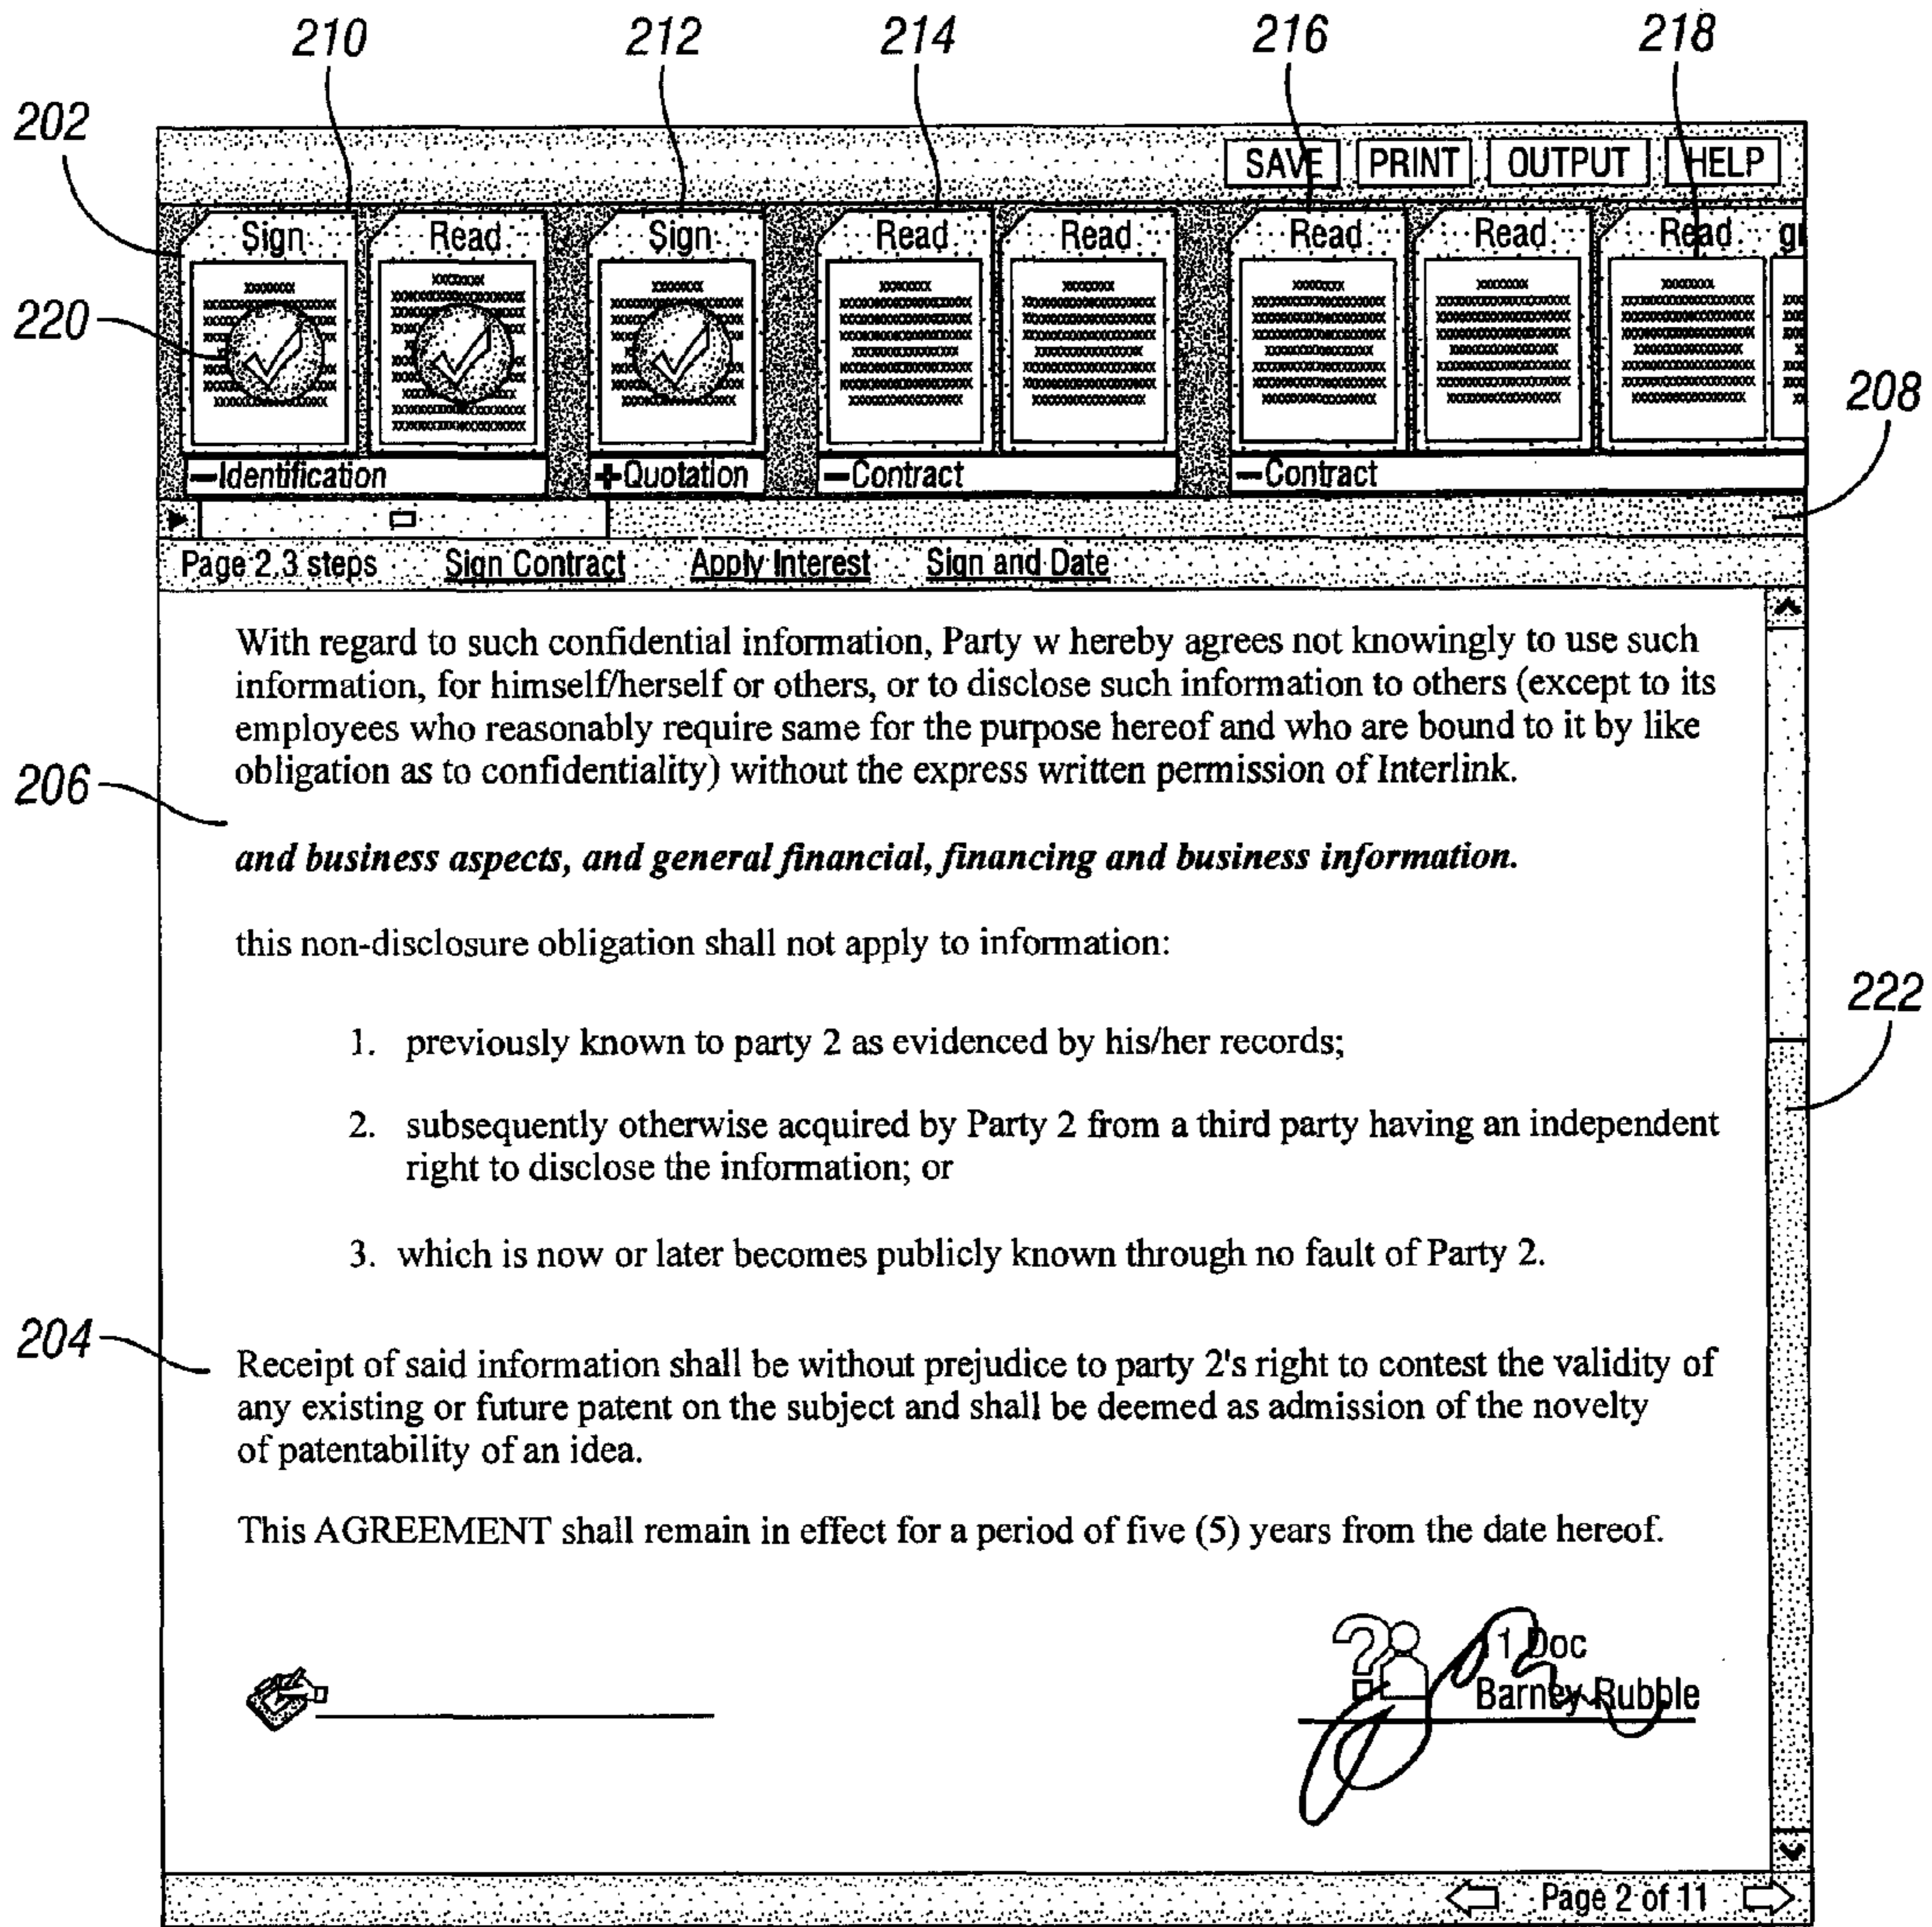 210 212 214 216 218
202
SAVE PRINT OUTPUT HELP
Sign Read Sign Read Read Read Read Read
220
208
−Identification +Quotation −Contract −Contract
Page 2.3 steps Sign Contract Apply Interest Sign and Date
With regard to such confidential information, Party w hereby agrees not knowingly to use such
information, for himself/herself or others, or to disclose such information to others (except to its
employees who reasonably require same for the purpose hereof and who are bound to it by like
obligation as to confidentiality) without the express written permission of Interlink.
206
and business aspects, and general financial, financing and business information.
this non-disclosure obligation shall not apply to information:
222
1. previously known to party 2 as evidenced by his/her records;
2. subsequently otherwise acquired by Party 2 from a third party having an independent
right to disclose the information; or
3. which is now or later becomes publicly known through no fault of Party 2.
204
Receipt of said information shall be without prejudice to party 2's right to contest the validity of
any existing or future patent on the subject and shall be deemed as admission of the novelty
of patentability of an idea.
This AGREEMENT shall remain in effect for a period of five (5) years from the date hereof.
1 Doc
Barney Rubble
Page 2 of 11